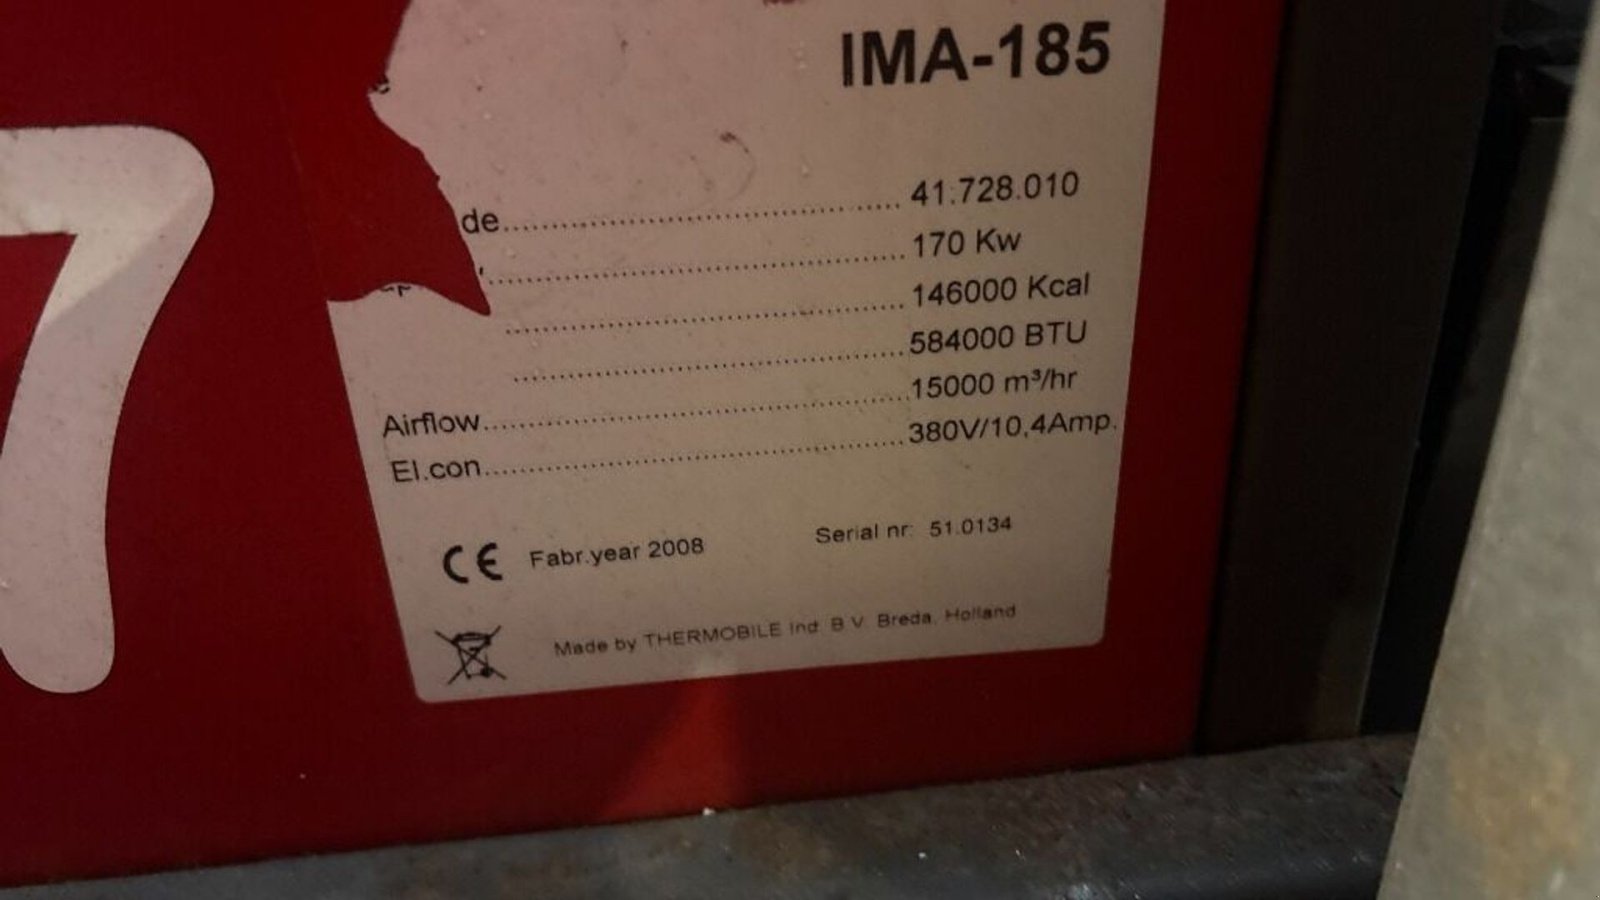 IMA-185
7
de.......................................... 41.728.010
.......................................... 170 Kw
.......................................... 146000 Kcal
.......................................... 584000 BTU
Airflow.......................................... 15000 m³/hr
El.con.......................................... 380V/10,4Amp.
CE Fabr.year 2008 Serial nr: 51.0134
Made by THERMOBILE Ind. B.V. Breda, Holland